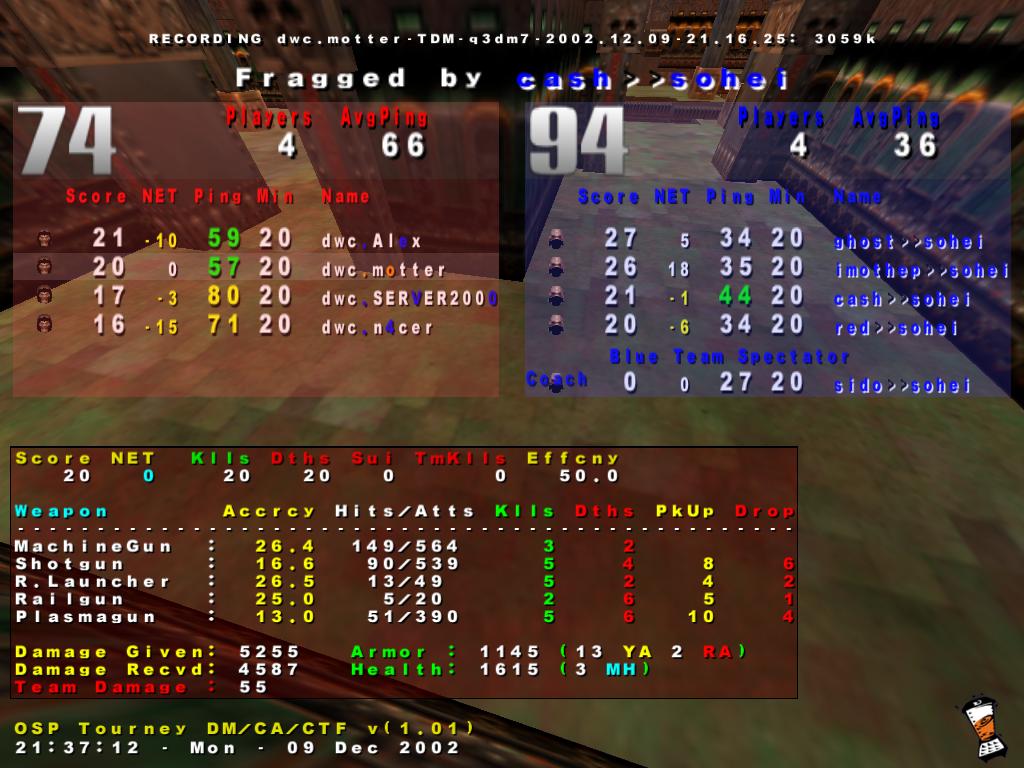 RECORDING dwc.motter-TDM-q3dm7-2002.12.09-21.16.25: 3059k
Fragged by cash>>sohei
74 Players AvgPing
4 66
Score NET Ping Min Name
21 -10 59 20 dwc.Alex
20 0 57 20 dwc.motter
17 -3 80 20 dwc.SERVER2000
16 -15 71 20 dwc.n4cer
94 Players AvgPing
4 36
Score NET Ping Min Name
27 5 34 20 ghost>>sohei
26 18 35 20 imothep>>sohei
21 -1 44 20 cash>>sohei
20 -6 34 20 red>>sohei
Blue Team Spectator
Coach 0 0 27 20 sido>>sohei
Score NET Klls Dths Sui TmKlls Effcny
20 0 20 20 0 0 50.0
Weapon Accrcy Hits/Atts Klls Dths PkUp Drop
MachineGun : 26.4 149/564 3 2
Shotgun : 16.6 90/539 5 4 8 6
R.Launcher : 26.5 13/49 5 2 4 2
Railgun : 25.0 5/20 2 6 5 1
Plasmagun : 13.0 51/390 5 6 10 4
Damage Given: 5255 Armor : 1145 (13 YA 2 RA)
Damage Recvd: 4587 Health: 1615 (3 MH)
Team Damage : 55
OSP Tourney DM/CA/CTF v(1.01)
21:37:12 - Mon - 09 Dec 2002